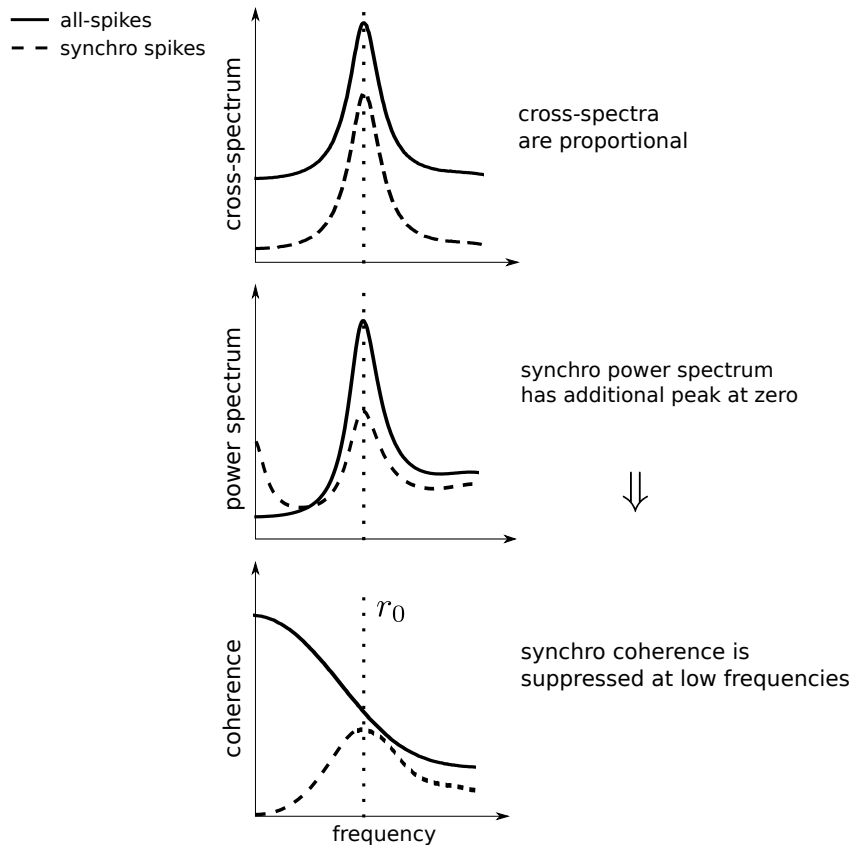 all-spikes
synchro spikes
cross-spectrum
cross-spectra
are proportional
power spectrum
synchro power spectrum
has additional peak at zero
⇓
coherence
r₀
synchro coherence is
suppressed at low frequencies
frequency